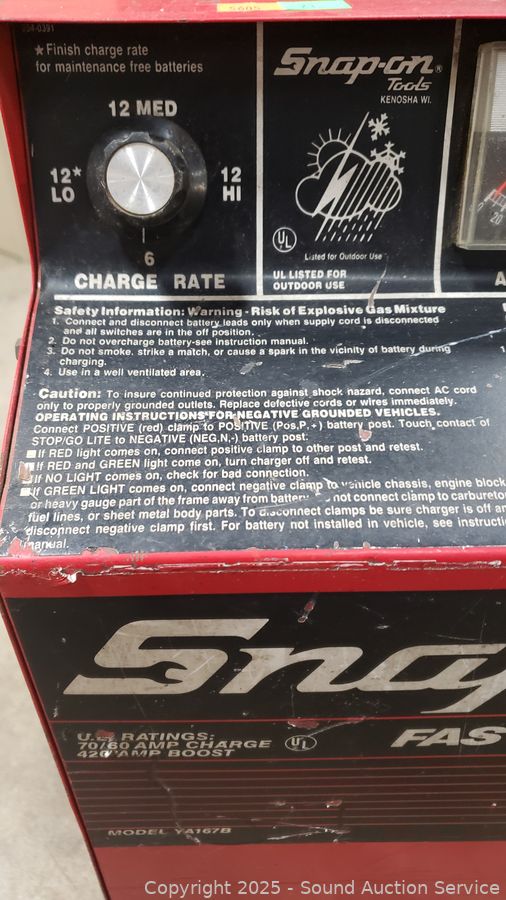 5605
23
954-0391
★Finish charge rate
for maintenance free batteries
12 MED
12★
LO
12
HI
6
CHARGE RATE
Snap-on®
Tools
KENOSHA WI.
UL
Listed for Outdoor Use
UL LISTED FOR
OUTDOOR USE
20
A
Safety Information: Warning - Risk of Explosive Gas Mixture
1. Connect and disconnect battery leads only when supply cord is disconnected
and all switches are in the off position.
2. Do not overcharge battery-see instruction manual.
3. Do not smoke, strike a match, or cause a spark in the vicinity of battery during
charging.
4. Use in a well ventilated area.
Caution: To insure continued protection against shock hazard, connect AC cord
only to properly grounded outlets. Replace defective cords or wires immediately.
OPERATING INSTRUCTIONS FOR NEGATIVE GROUNDED VEHICLES.
Connect POSITIVE (red) clamp to POSITIVE (Pos,P,+) battery post. Touch contact of
STOP/GO LITE to NEGATIVE (NEG,N,-) battery post:
■If RED light comes on, connect positive clamp to other post and retest.
■If RED and GREEN light come on, turn charger off and retest.
■If NO LIGHT comes on, check for bad connection.
■If GREEN LIGHT comes on, connect negative clamp to vehicle chassis, engine block
or heavy gauge part of the frame away from battery not connect clamp to carburetor
fuel lines, or sheet metal body parts. To disconnect clamps be sure charger is off an
disconnect negative clamp first. For battery not installed in vehicle, see instructi
manual.
Snap
U.L. RATINGS:
70/60 AMP CHARGE
420 AMP BOOST
UL
FAS
MODEL YA167B
Copyright 2025 - Sound Auction Service